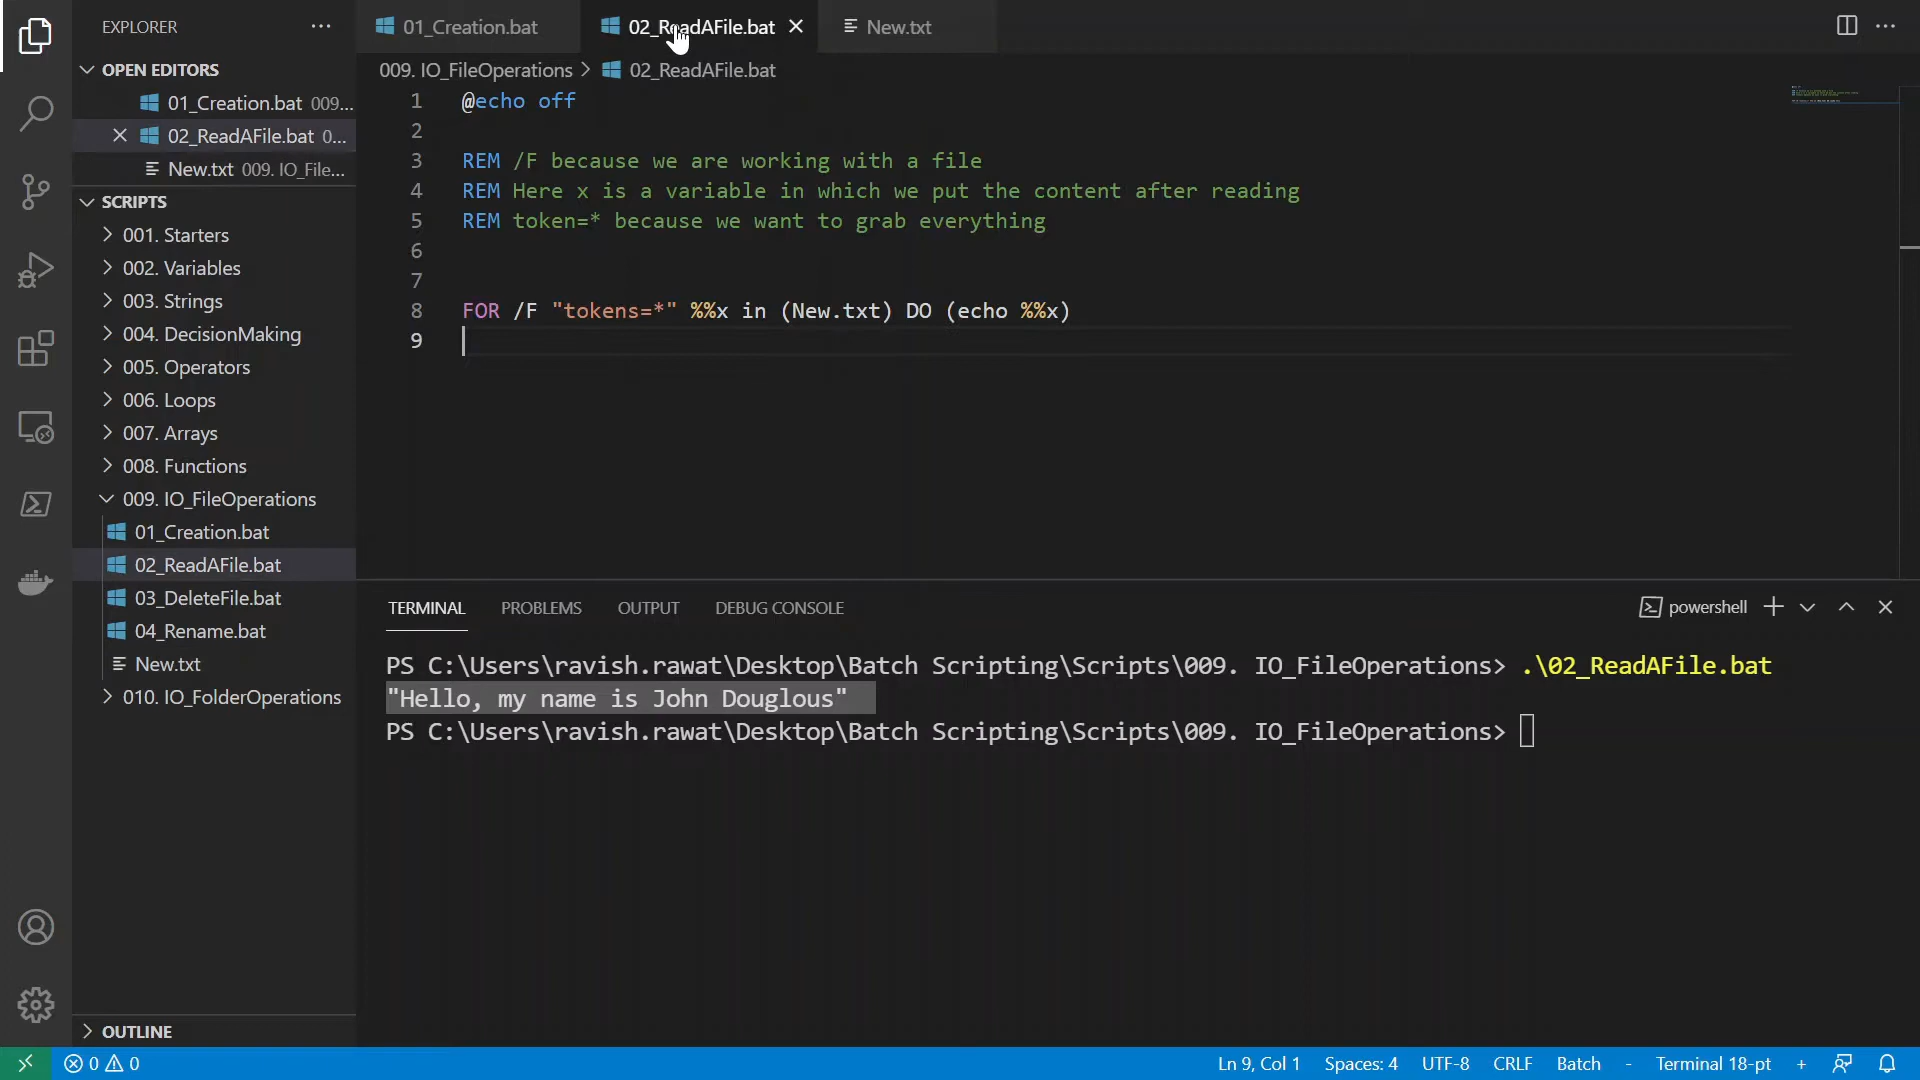 EXPLORER
OPEN EDITORS
01_Creation.bat 009...
02_ReadAFile.bat 0...
New.txt 009. IO_File...
SCRIPTS
001. Starters
002. Variables
003. Strings
004. DecisionMaking
005. Operators
006. Loops
007. Arrays
008. Functions
009. IO_FileOperations
01_Creation.bat
02_ReadAFile.bat
03_DeleteFile.bat
04_Rename.bat
New.txt
010. IO_FolderOperations
OUTLINE
01_Creation.bat
02_ReadAFile.bat
New.txt
009. IO_FileOperations > 02_ReadAFile.bat
1 @echo off
2
3 REM /F because we are working with a file
4 REM Here x is a variable in which we put the content after reading
5 REM token=* because we want to grab everything
6
7
8 FOR /F "tokens=*" %%x in (New.txt) DO (echo %%x)
9
TERMINAL PROBLEMS OUTPUT DEBUG CONSOLE
powershell
PS C:\Users\ravish.rawat\Desktop\Batch Scripting\Scripts\009. IO_FileOperations> .\02_ReadAFile.bat
"Hello, my name is John Douglous"
PS C:\Users\ravish.rawat\Desktop\Batch Scripting\Scripts\009. IO_FileOperations>
0 0
Ln 9, Col 1 Spaces: 4 UTF-8 CRLF Batch - Terminal 18-pt +